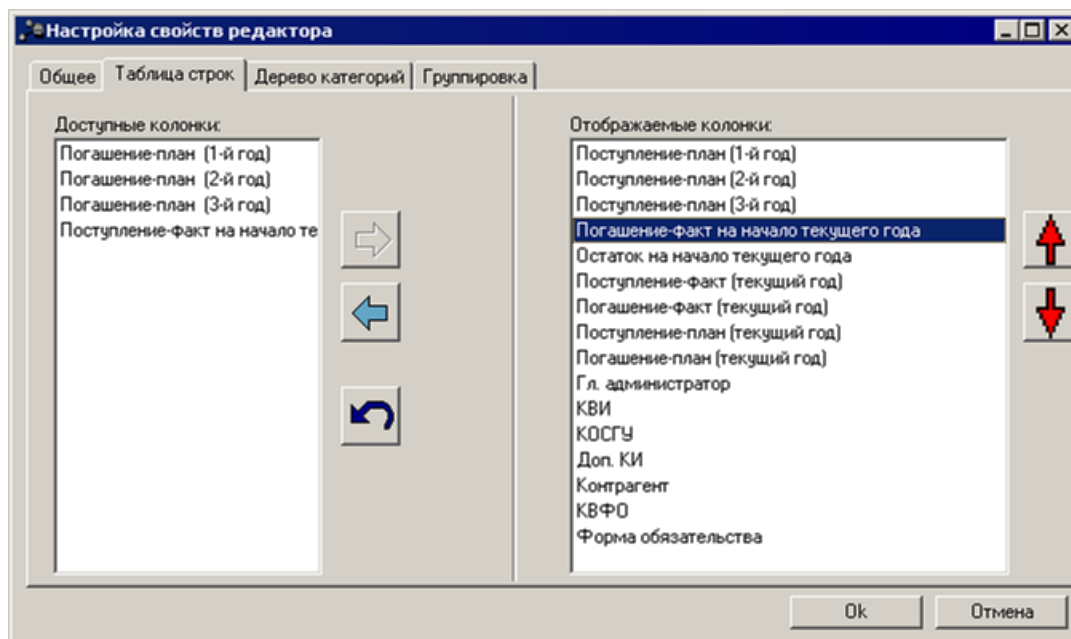 Настройка свойств редактора
Общее
Таблица строк
Дерево категорий
Группировка
Доступные колонки:
Погашение-план (1-й год)
Погашение-план (2-й год)
Погашение-план (3-й год)
Поступление-факт на начало те
Отображаемые колонки:
Поступление-план (1-й год)
Поступление-план (2-й год)
Поступление-план (3-й год)
Погашение-факт на начало текущего года
Остаток на начало текущего года
Поступление-факт (текущий год)
Погашение-факт (текущий год)
Поступление-план (текущий год)
Погашение-план (текущий год)
Гл. администратор
КВИ
КОСГУ
Доп. КИ
Контрагент
КВФО
Форма обязательства
Ok
Отмена